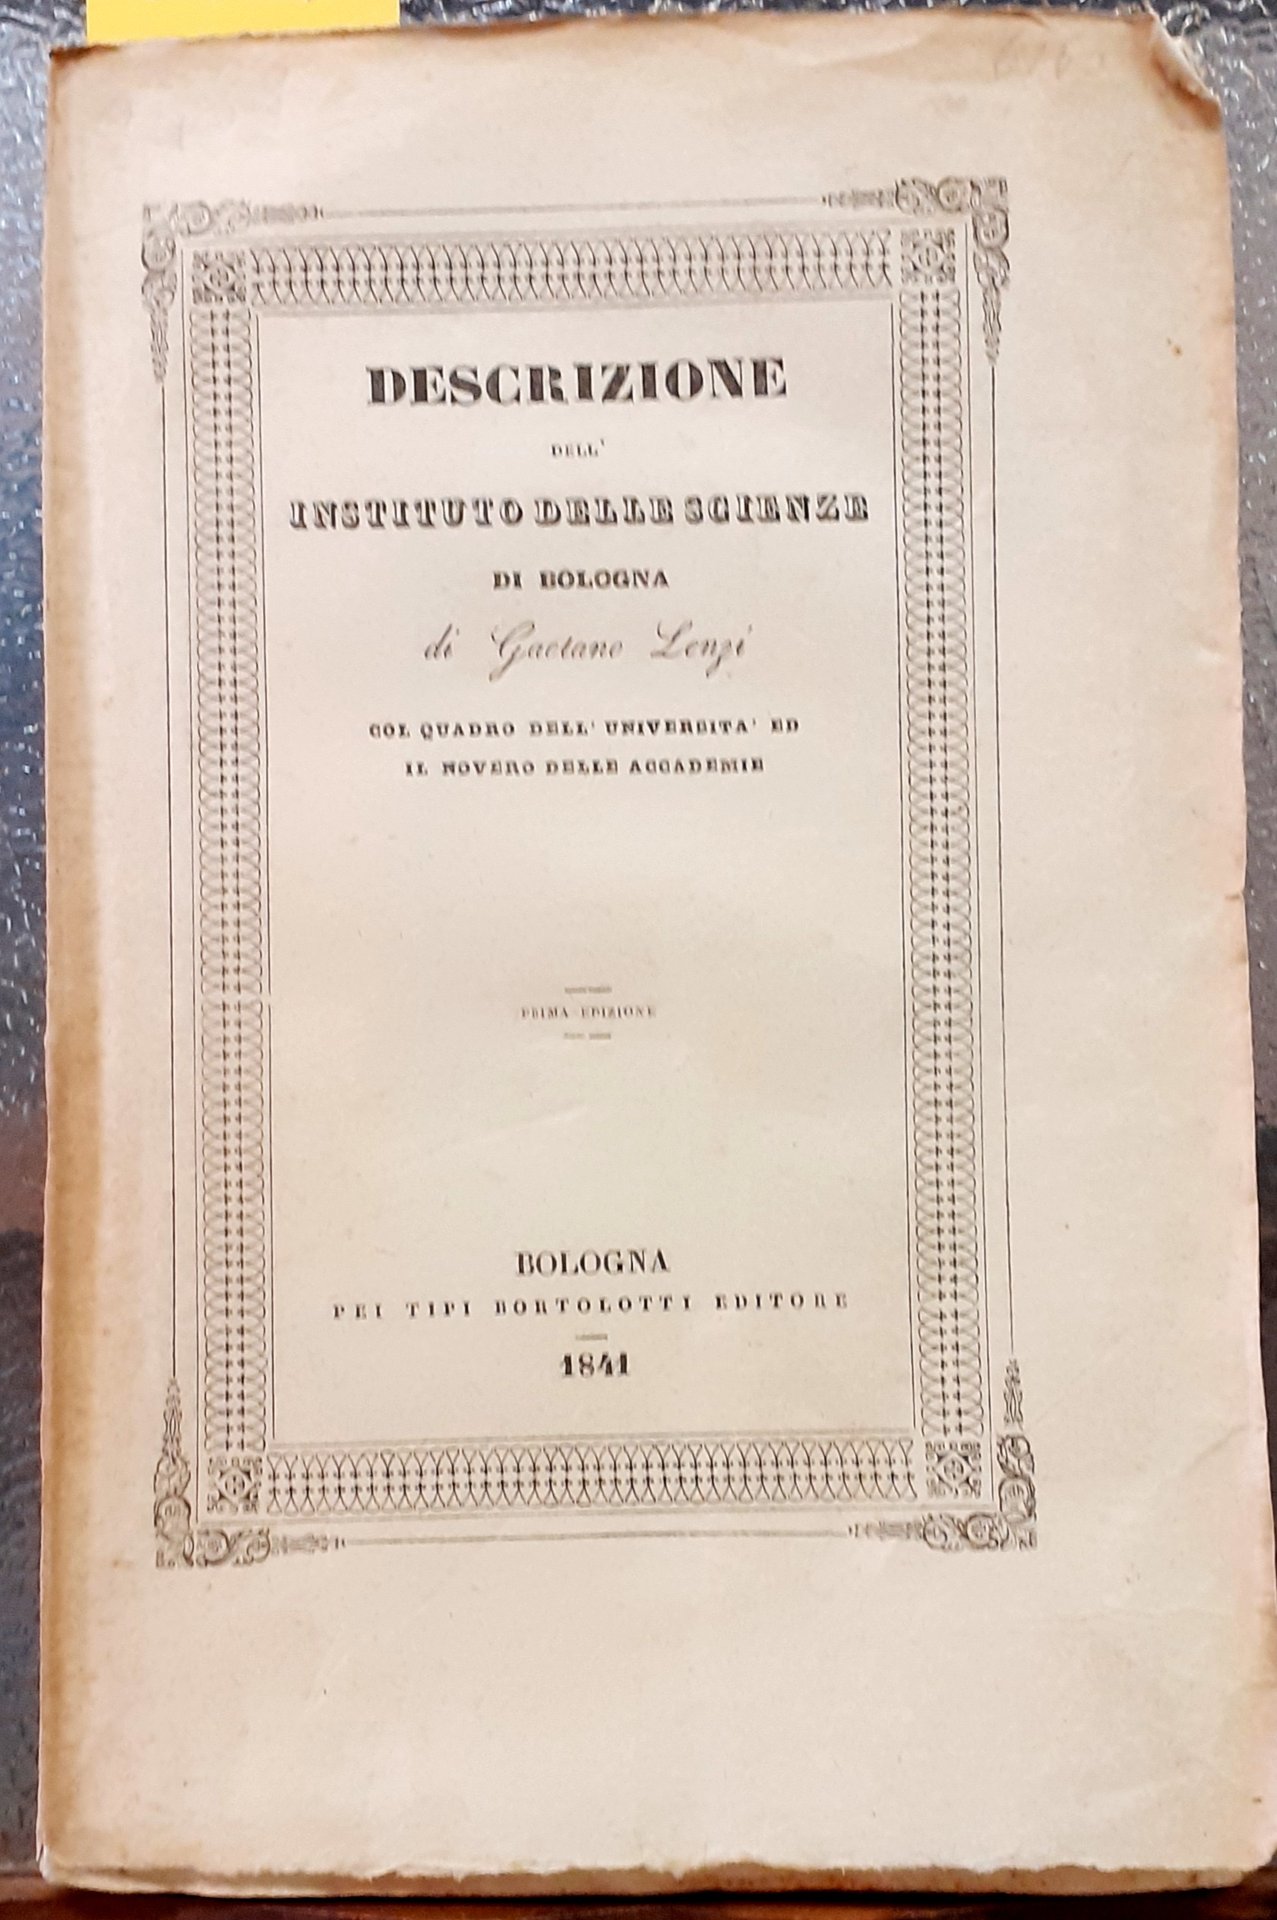 DESCRIZIONE
DELL'
INSTITUTO DELLE SCIENZE
DI BOLOGNA
di Gaetano Lenzi
COL QUADRO DELL' UNIVERSITA' ED
IL NOVERO DELLE ACCADEMIE
PRIMA EDIZIONE
BOLOGNA
PEI TIPI BORTOLOTTI EDITORE
1841